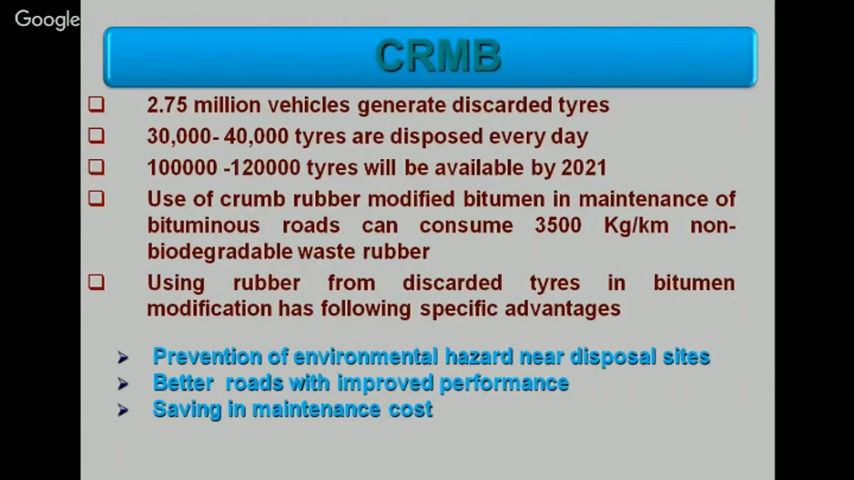 Google
CRMB
2.75 million vehicles generate discarded tyres
30,000- 40,000 tyres are disposed every day
100000 -120000 tyres will be available by 2021
Use of crumb rubber modified bitumen in maintenance of
bituminous roads can consume 3500 Kg/km non-
biodegradable waste rubber
Using rubber from discarded tyres in bitumen
modification has following specific advantages
Prevention of environmental hazard near disposal sites
Better roads with improved performance
Saving in maintenance cost